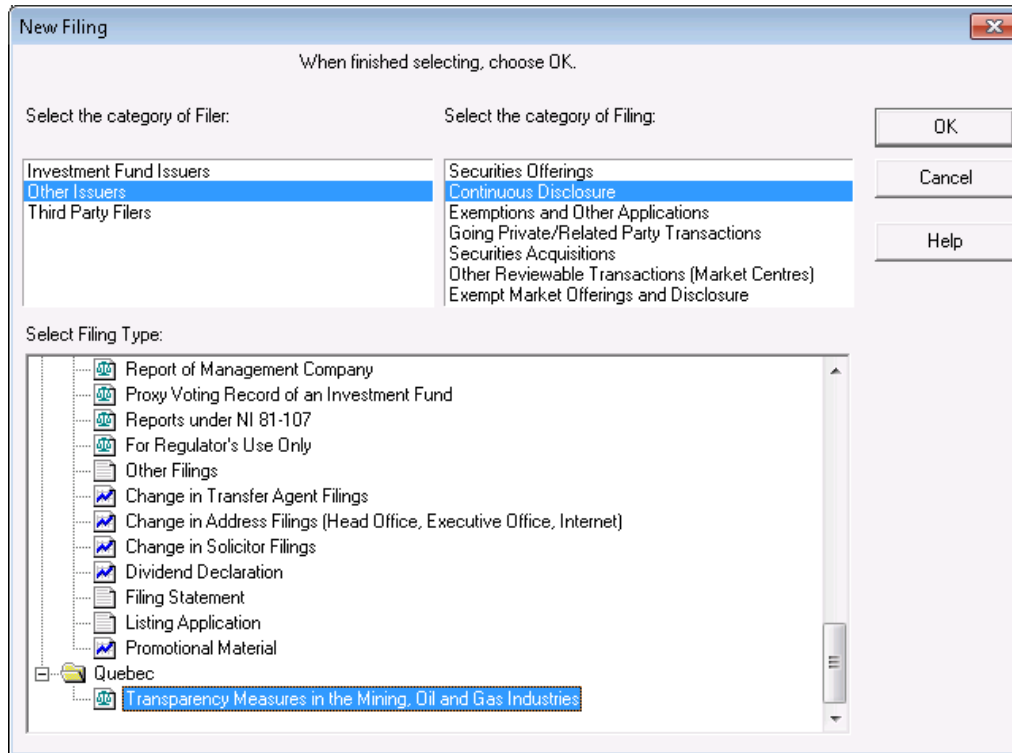 New Filing
When finished selecting, choose OK.
Select the category of Filer:
Select the category of Filing:
OK
Investment Fund Issuers
Other Issuers
Third Party Filers
Securities Offerings
Continuous Disclosure
Exemptions and Other Applications
Going Private/Related Party Transactions
Securities Acquisitions
Other Reviewable Transactions (Market Centres)
Exempt Market Offerings and Disclosure
Cancel
Help
Select Filing Type:
Report of Management Company
Proxy Voting Record of an Investment Fund
Reports under NI 81-107
For Regulator's Use Only
Other Filings
Change in Transfer Agent Filings
Change in Address Filings (Head Office, Executive Office, Internet)
Change in Solicitor Filings
Dividend Declaration
Filing Statement
Listing Application
Promotional Material
Quebec
Transparency Measures in the Mining, Oil and Gas Industries